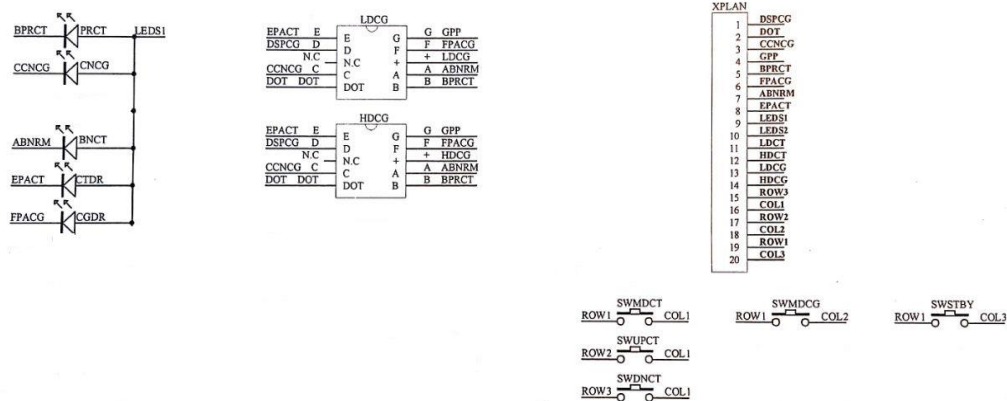 BPRCT PRCT LEDS1
CCNCG CNCG
ABNRM BNCT
EPACT CTDR
FPACG CGDR
LDCG
EPACT E E G G GPP
DSPCG D D F F FPACG
N.C N.C + + LDCG
CCNCG C C A A ABNRM
DOT DOT DOT B B BPRCT
HDCG
EPACT E E G G GPP
DSPCG D D F F FPACG
N.C N.C + + HDCG
CCNCG C C A A ABNRM
DOT DOT DOT B B BPRCT
XPLAN
1 DSPCG
2 DOT
3 CCNCG
4 GPP
5 BPRCT
6 FPACG
7 ABNRM
8 EPACT
9 LEDS1
10 LEDS2
11 LDCT
12 HDCT
13 LDCG
14 HDCG
15 ROW3
16 COL1
17 ROW2
18 COL2
19 ROW1
20 COL3
SWMDCT
ROW1 COL1
SWMDCG
ROW1 COL2
SWSTBY
ROW1 COL3
SWUPCT
ROW2 COL1
SWDNCT
ROW3 COL1